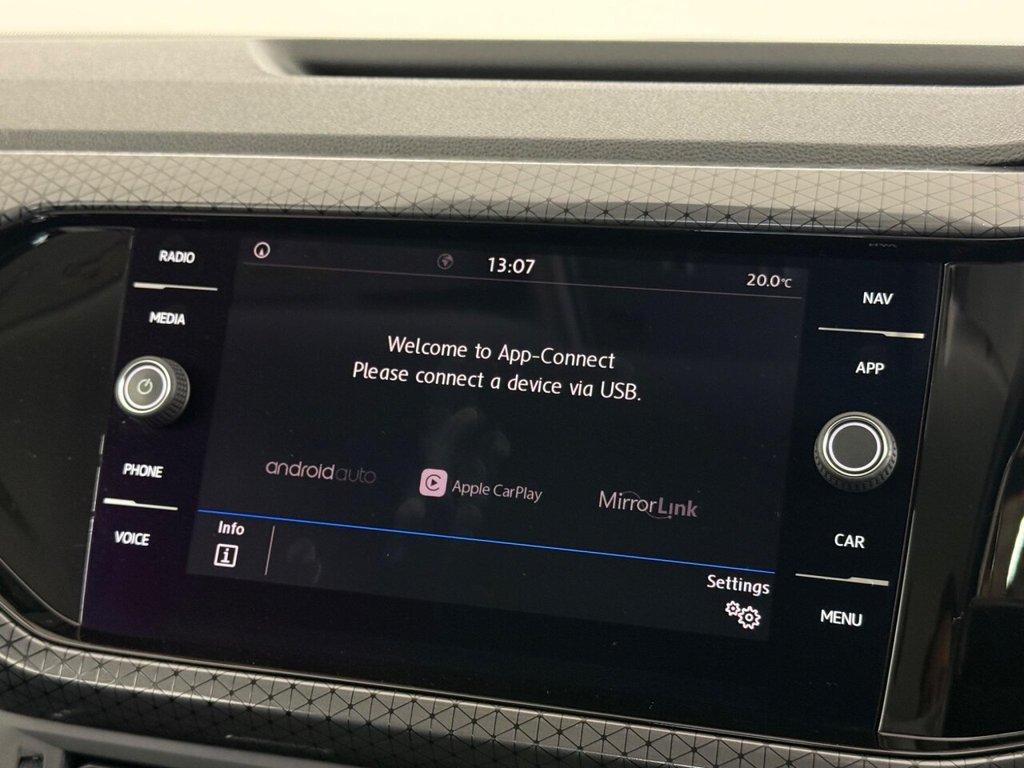 RADIO
MEDIA
PHONE
VOICE
13:07
20.0°C
Welcome to App-Connect
Please connect a device via USB.
androidauto
Apple CarPlay
MirrorLink
Info
Settings
NAV
APP
CAR
MENU